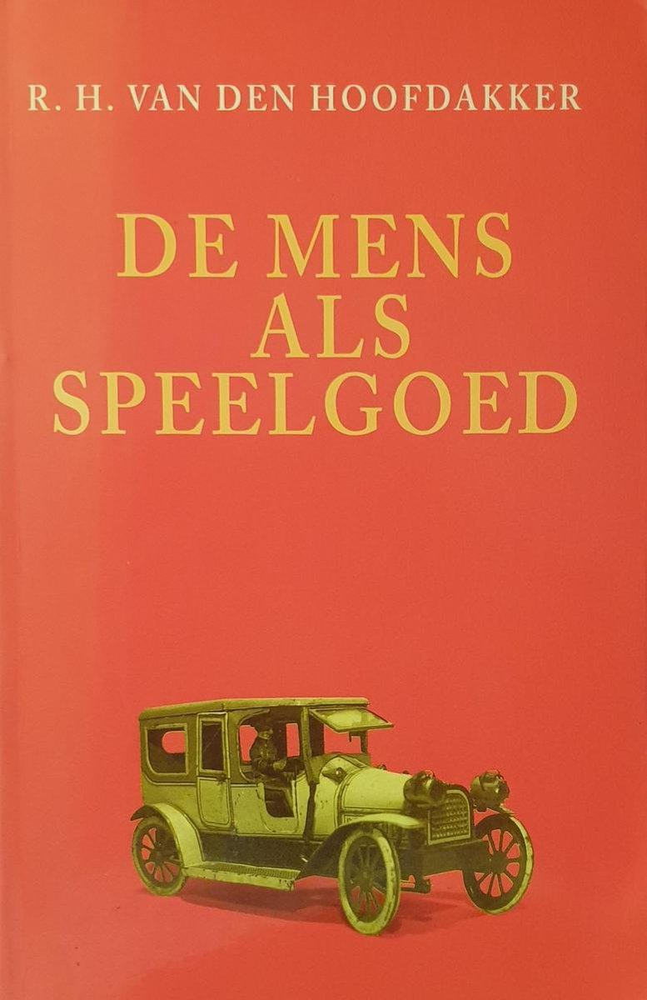 R. H. VAN DEN HOOFDAKKER
DE MENS
ALS
SPEELGOED